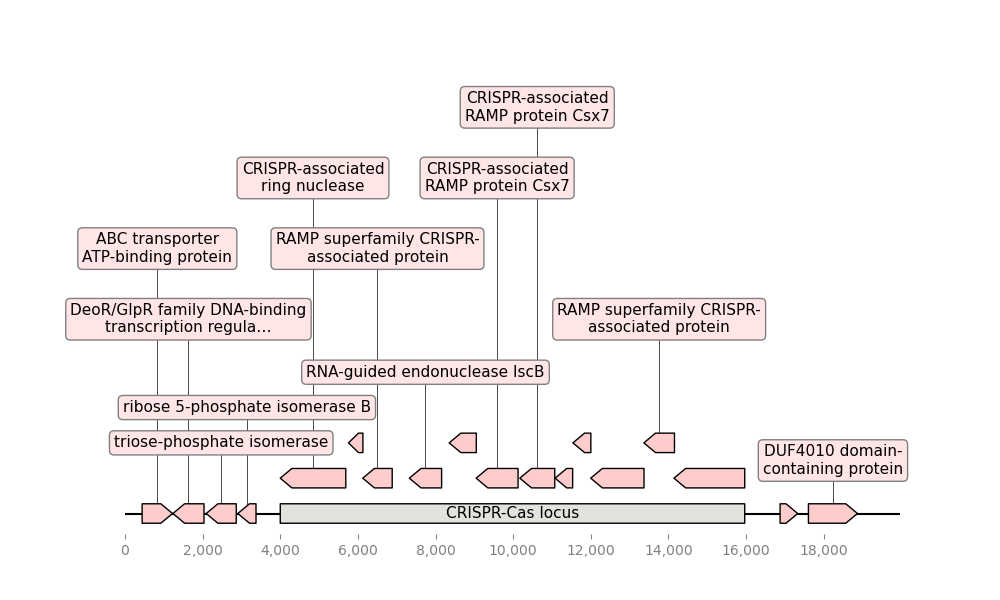 CRISPR-associated
RAMP protein Csx7
CRISPR-associated
ring nuclease
CRISPR-associated
RAMP protein Csx7
ABC transporter
ATP-binding protein
RAMP superfamily CRISPR-
associated protein
DeoR/GlpR family DNA-binding
transcription regula...
RAMP superfamily CRISPR-
associated protein
RNA-guided endonuclease IscB
ribose 5-phosphate isomerase B
triose-phosphate isomerase
DUF4010 domain-
containing protein
CRISPR-Cas locus
0 2,000 4,000 6,000 8,000 10,000 12,000 14,000 16,000 18,000